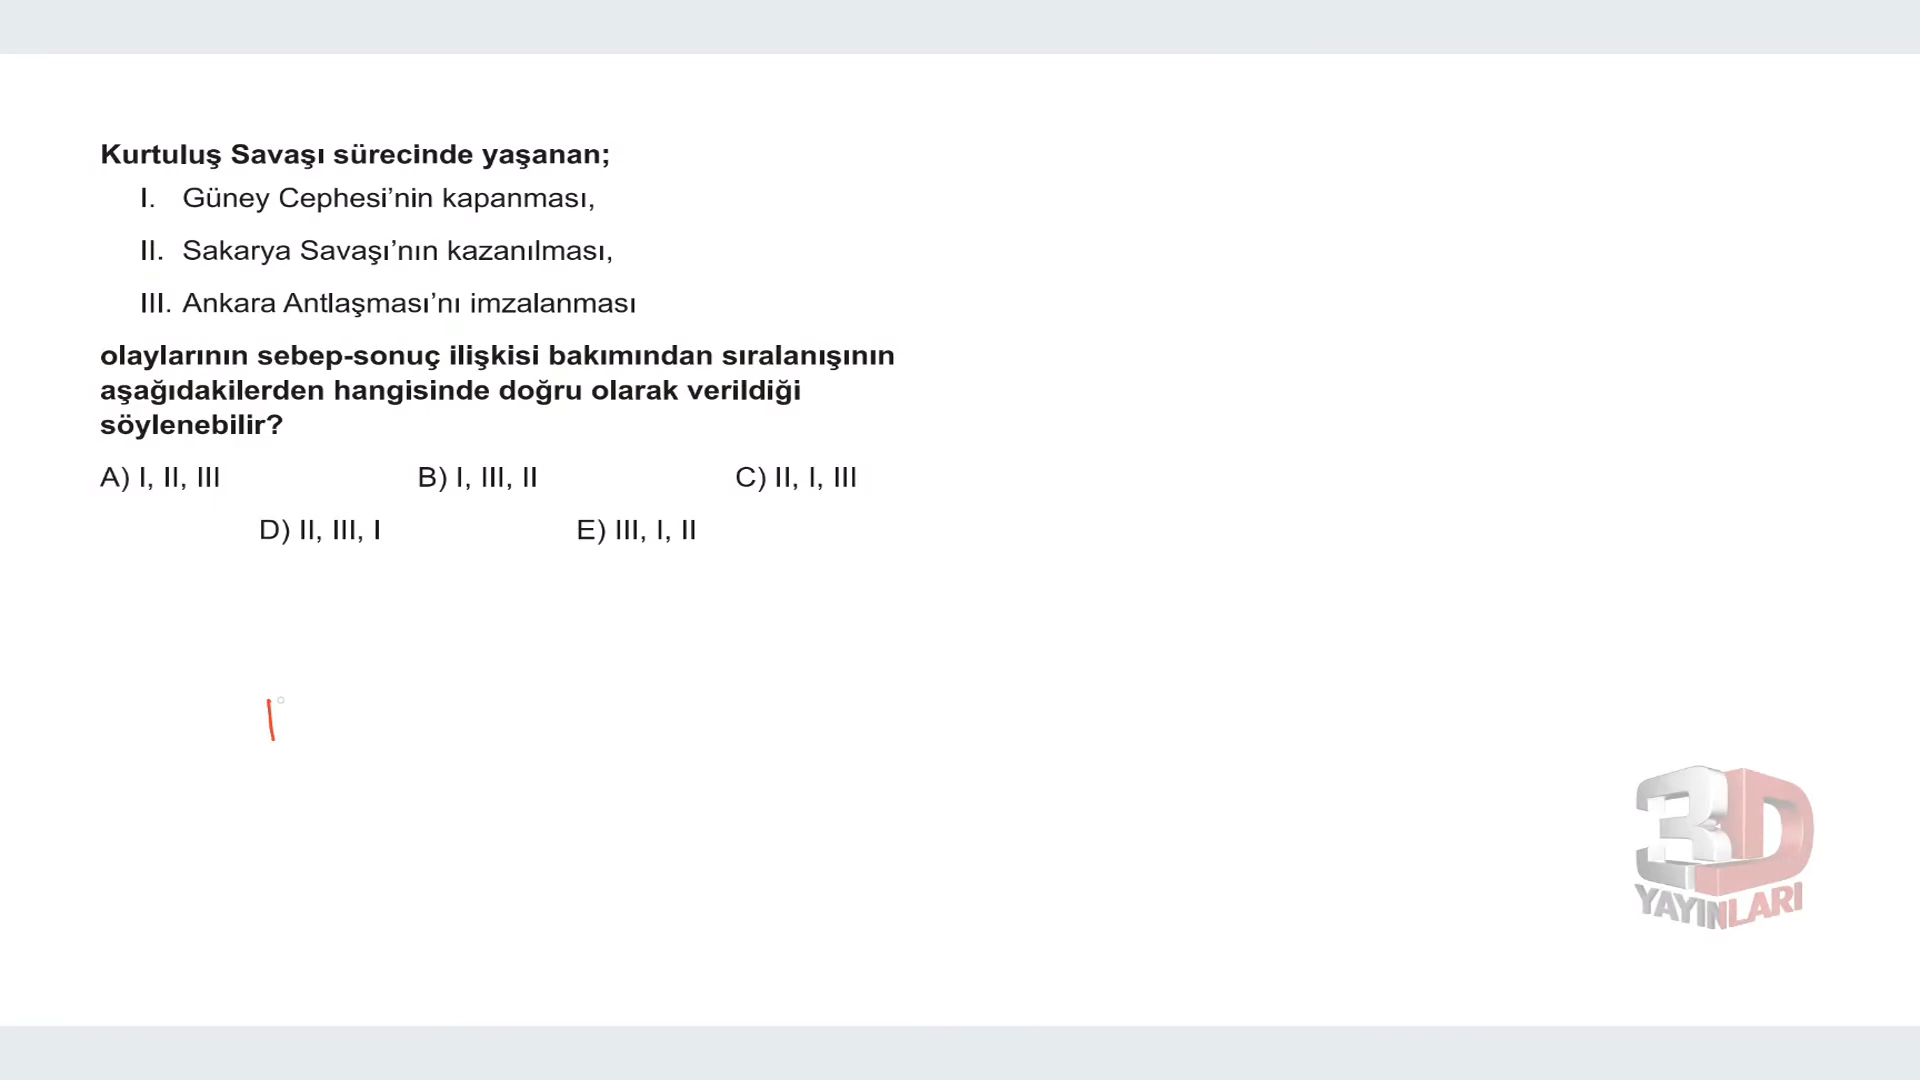 Kurtuluş Savaşı sürecinde yaşanan;
I. Güney Cephesi’nin kapanması,
II. Sakarya Savaşı’nın kazanılması,
III. Ankara Antlaşması’nı imzalanması
olaylarının sebep-sonuç ilişkisi bakımından sıralanışının
aşağıdakilerden hangisinde doğru olarak verildiği
söylenebilir?
A) I, II, III B) I, III, II C) II, I, III
D) II, III, I E) III, I, II
3D
YAYINLARI